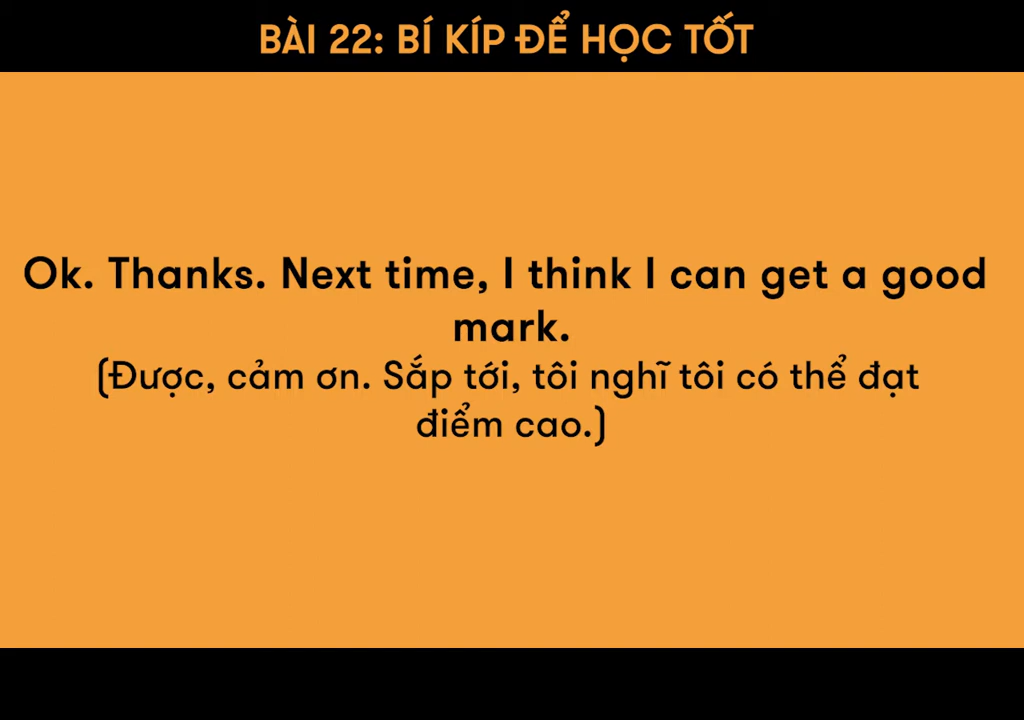 BÀI 22: BÍ KÍP ĐỂ HỌC TỐT
Ok. Thanks. Next time, I think I can get a good
mark.
(Được, cảm ơn. Sắp tới, tôi nghĩ tôi có thể đạt
điểm cao.)